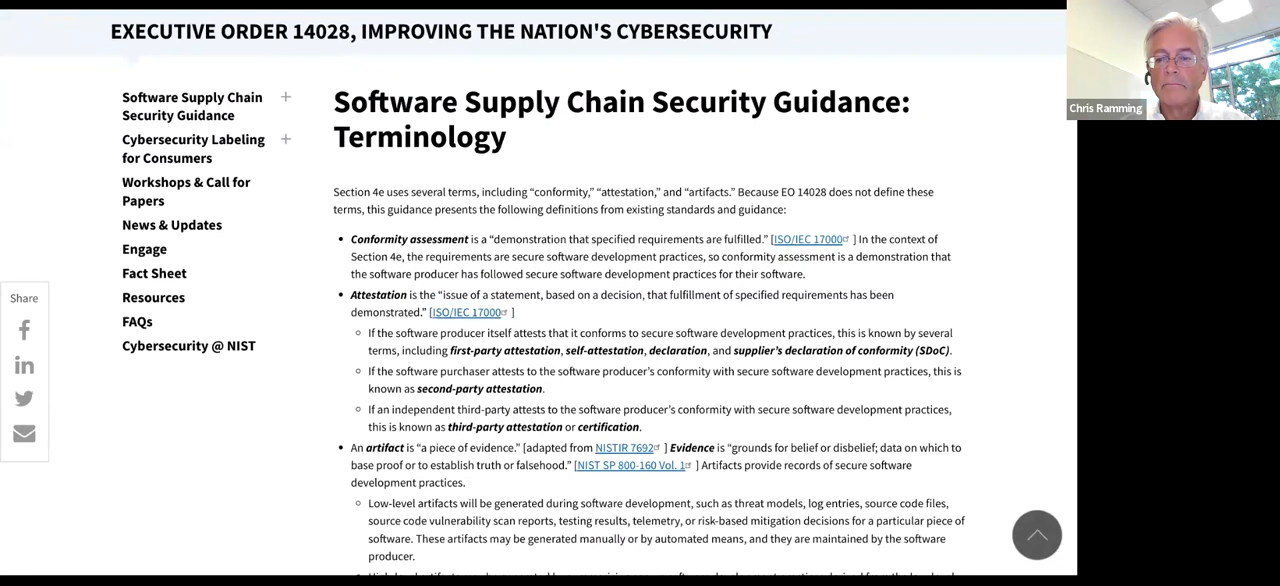 EXECUTIVE ORDER 14028, IMPROVING THE NATION'S CYBERSECURITY
Chris Ramming
Software Supply Chain
Security Guidance
Cybersecurity Labeling
for Consumers
Workshops & Call for
Papers
News & Updates
Engage
Fact Sheet
Resources
FAQs
Cybersecurity @ NIST
Share
Software Supply Chain Security Guidance:
Terminology
Section 4e uses several terms, including “conformity,” “attestation,” and “artifacts.” Because EO 14028 does not define these
terms, this guidance presents the following definitions from existing standards and guidance:
• Conformity assessment is a “demonstration that specified requirements are fulfilled.” [ISO/IEC 17000 ] In the context of
Section 4e, the requirements are secure software development practices, so conformity assessment is a demonstration that
the software producer has followed secure software development practices for their software.
• Attestation is the “issue of a statement, based on a decision, that fulfillment of specified requirements has been
demonstrated.” [ISO/IEC 17000 ]
◦ If the software producer itself attests that it conforms to secure software development practices, this is known by several
terms, including first-party attestation, self-attestation, declaration, and supplier’s declaration of conformity (SDoC).
◦ If the software purchaser attests to the software producer’s conformity with secure software development practices, this is
known as second-party attestation.
◦ If an independent third-party attests to the software producer’s conformity with secure software development practices,
this is known as third-party attestation or certification.
• An artifact is “a piece of evidence.” [adapted from NISTIR 7692 ] Evidence is “grounds for belief or disbelief; data on which to
base proof or to establish truth or falsehood.” [NIST SP 800-160 Vol. 1 ] Artifacts provide records of secure software
development practices.
◦ Low-level artifacts will be generated during software development, such as threat models, log entries, source code files,
source code vulnerability scan reports, testing results, telemetry, or risk-based mitigation decisions for a particular piece of
software. These artifacts may be generated manually or by automated means, and they are maintained by the software
producer.